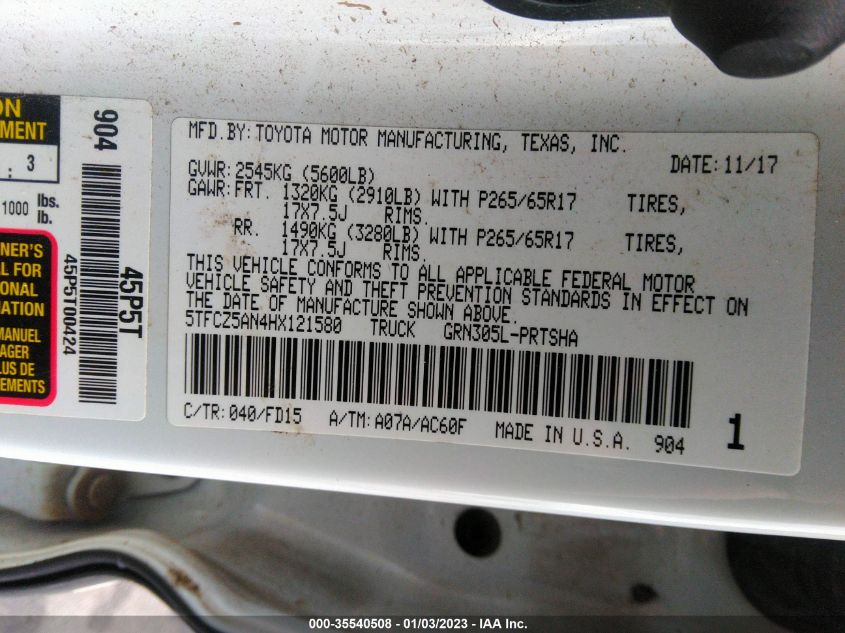 ON
EMENT
: 3
1000 lbs.
lb.
NER'S
L FOR
ONAL
ATION
MANUEL
AGER
LUS DE
EMENTS
904
45P5T
45P5T00424
MFD.BY:TOYOTA MOTOR MANUFACTURING, TEXAS, INC.
DATE:11/17
GVWR:2545KG (5600LB)
GAWR:FRT. 1320KG (2910LB) WITH P265/65R17 TIRES,
17X7.5J RIMS.
RR. 1490KG (3280LB) WITH P265/65R17 TIRES,
17X7.5J RIMS.
THIS VEHICLE CONFORMS TO ALL APPLICABLE FEDERAL MOTOR
VEHICLE SAFETY AND THEFT PREVENTION STANDARDS IN EFFECT ON
THE DATE OF MANUFACTURE SHOWN ABOVE.
5TFCZ5AN4HX121580 TRUCK GRN305L-PRTSHA
C/TR:040/FD15 A/TM:A07A/AC60F MADE IN U.S.A. 904 1
000-35540508 - 01/03/2023 - IAA Inc.